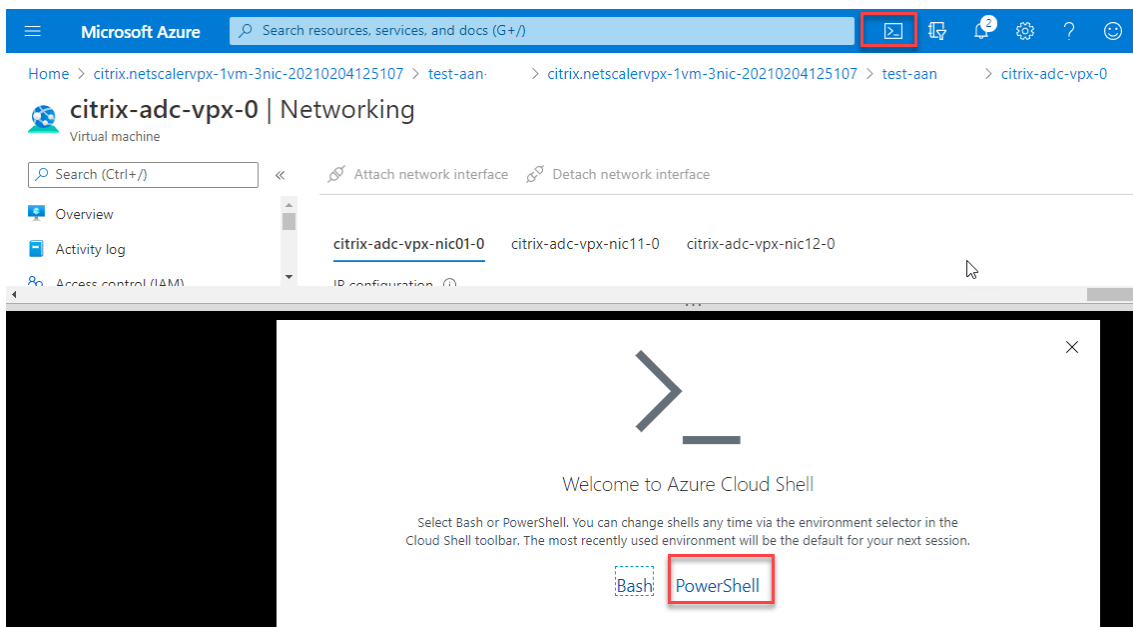 Microsoft Azure
Search resources, services, and docs (G+/)
2
Home > citrix.netscalervpx-1vm-3nic-20210204125107 > test-aan > citrix.netscalervpx-1vm-3nic-20210204125107 > test-aan > citrix-adc-vpx-0
citrix-adc-vpx-0 | Networking
Virtual machine
Search (Ctrl+/)
«
Attach network interface
Detach network interface
Overview
Activity log
Access control (IAM)
citrix-adc-vpx-nic01-0
citrix-adc-vpx-nic11-0
citrix-adc-vpx-nic12-0
IP configuration
Welcome to Azure Cloud Shell
Select Bash or PowerShell. You can change shells any time via the environment selector in the
Cloud Shell toolbar. The most recently used environment will be the default for your next session.
Bash
PowerShell